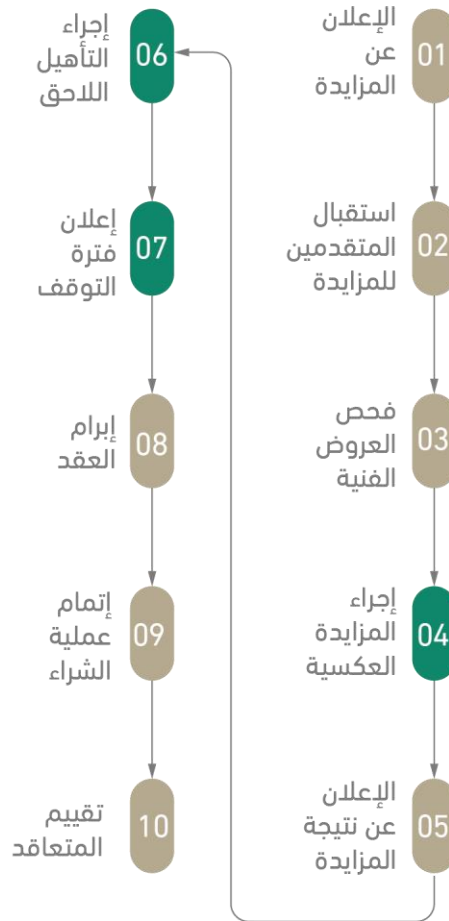 01
الإعلان
عن
المزايدة
02
استقبال
المتقدمين
للمزايدة
03
فحص
العروض
الفنية
04
إجراء
المزايدة
العكسية
05
الإعلان
عن نتيجة
المزايدة
06
إجراء
التأهيل
اللاحق
07
إعلان
فترة
التوقف
08
إبرام
العقد
09
إتمام
عملية
الشراء
10
تقييم
المتعاقد